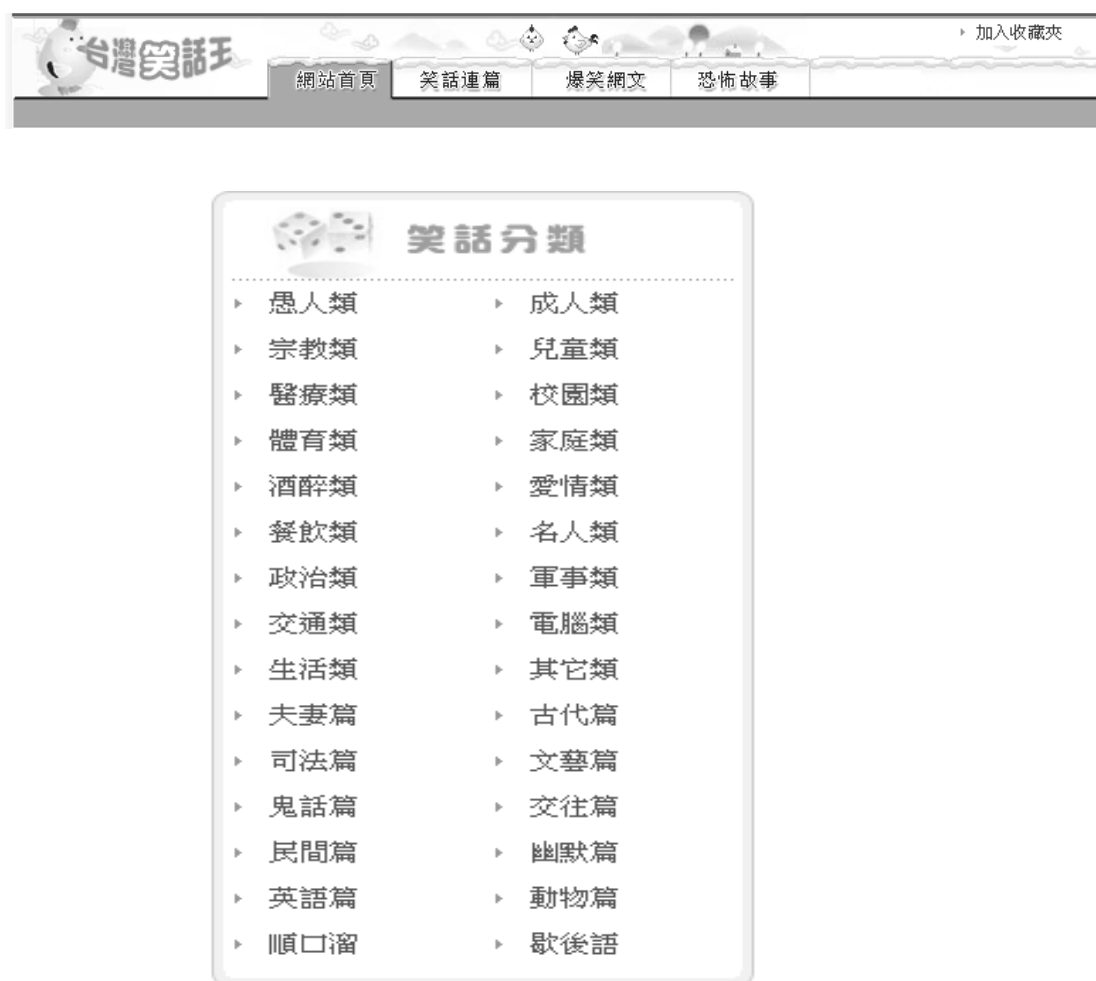 台灣笑話王
加入收藏夾
網站首頁 笑話連篇 爆笑網文 恐怖故事
笑話分類
愚人類 成人類
宗教類 兒童類
醫療類 校園類
體育類 家庭類
酒醉類 愛情類
餐飲類 名人類
政治類 軍事類
交通類 電腦類
生活類 其它類
夫妻篇 古代篇
司法篇 文藝篇
鬼話篇 交往篇
民間篇 幽默篇
英語篇 動物篇
順口溜 歇後語